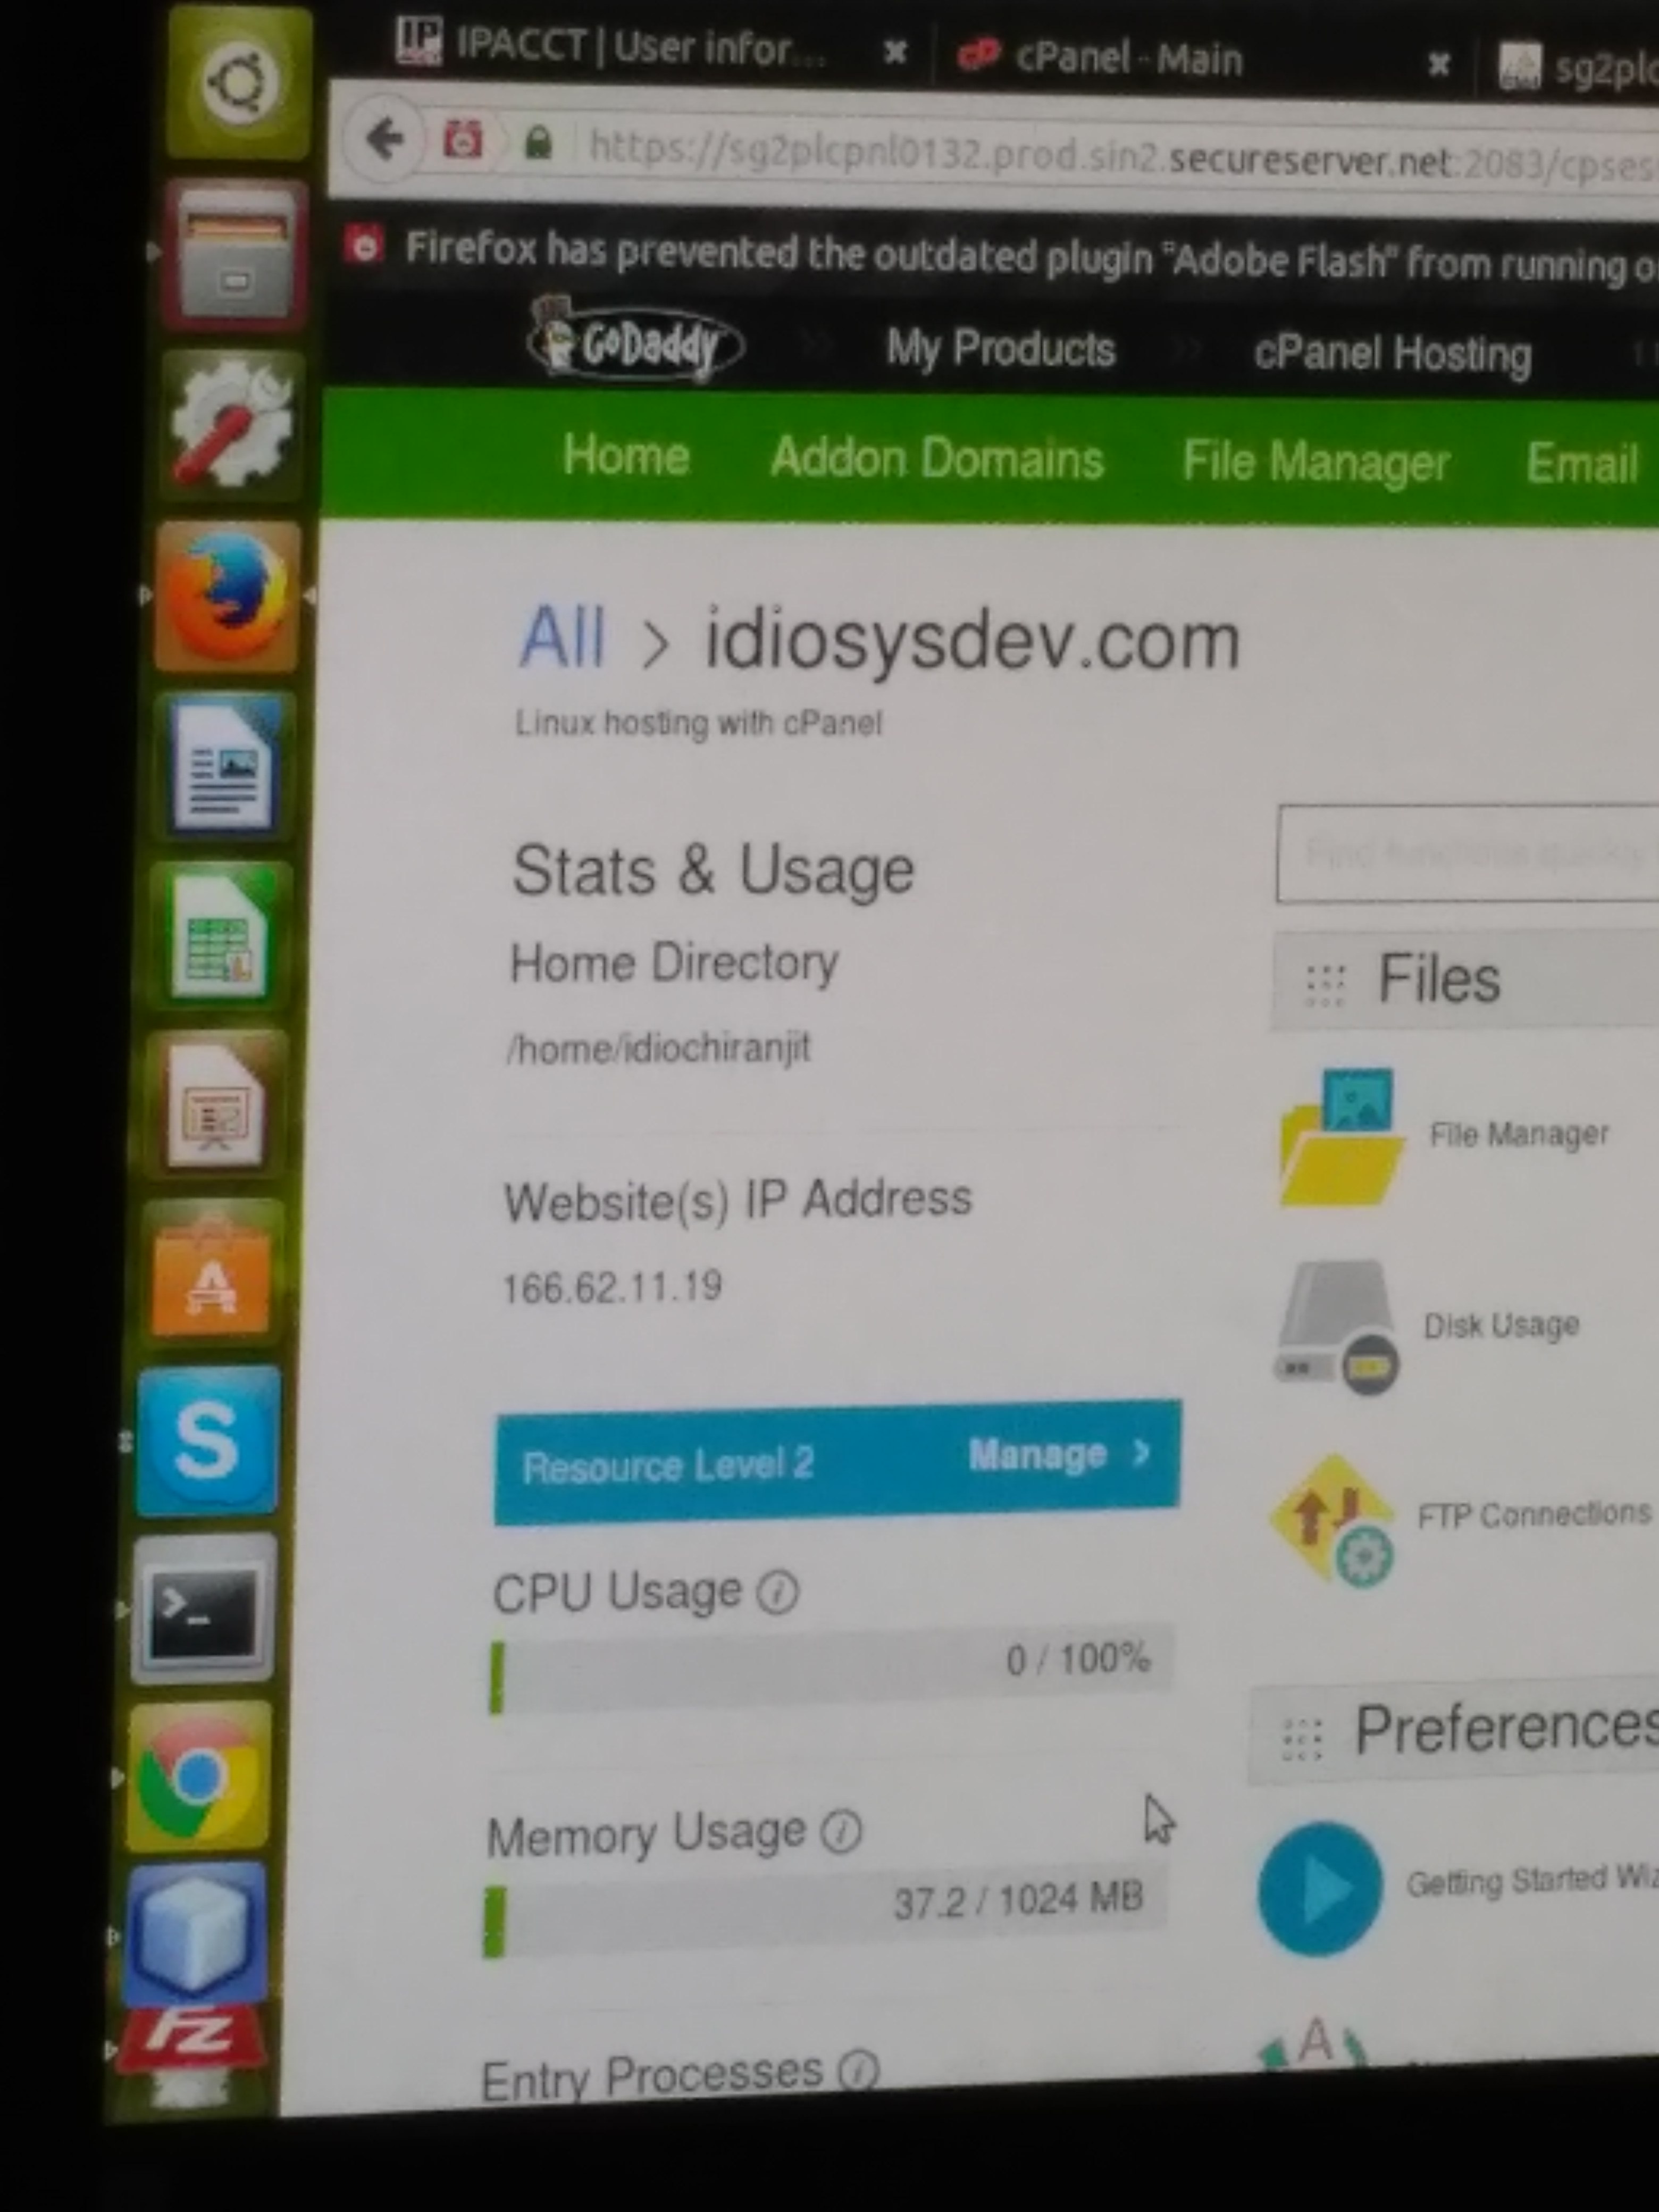 IPACCT | User infor...
cPanel - Main
sg2plc
https://sg2plcpnl0132.prod.sin2.secureserver.net:2083/cpses
Firefox has prevented the outdated plugin "Adobe Flash" from running o
GoDaddy
My Products
cPanel Hosting
Home
Addon Domains
File Manager
Email
All > idiosysdev.com
Linux hosting with cPanel
Stats & Usage
Home Directory
/home/idiochiranjit
Website(s) IP Address
166.62.11.19
Resource Level 2
Manage >
CPU Usage
0 / 100%
Memory Usage
37.2 / 1024 MB
Entry Processes
Find functions quickly
Files
File Manager
Disk Usage
FTP Connections
Preferences
Getting Started Wiz
A
S
>_
Fz